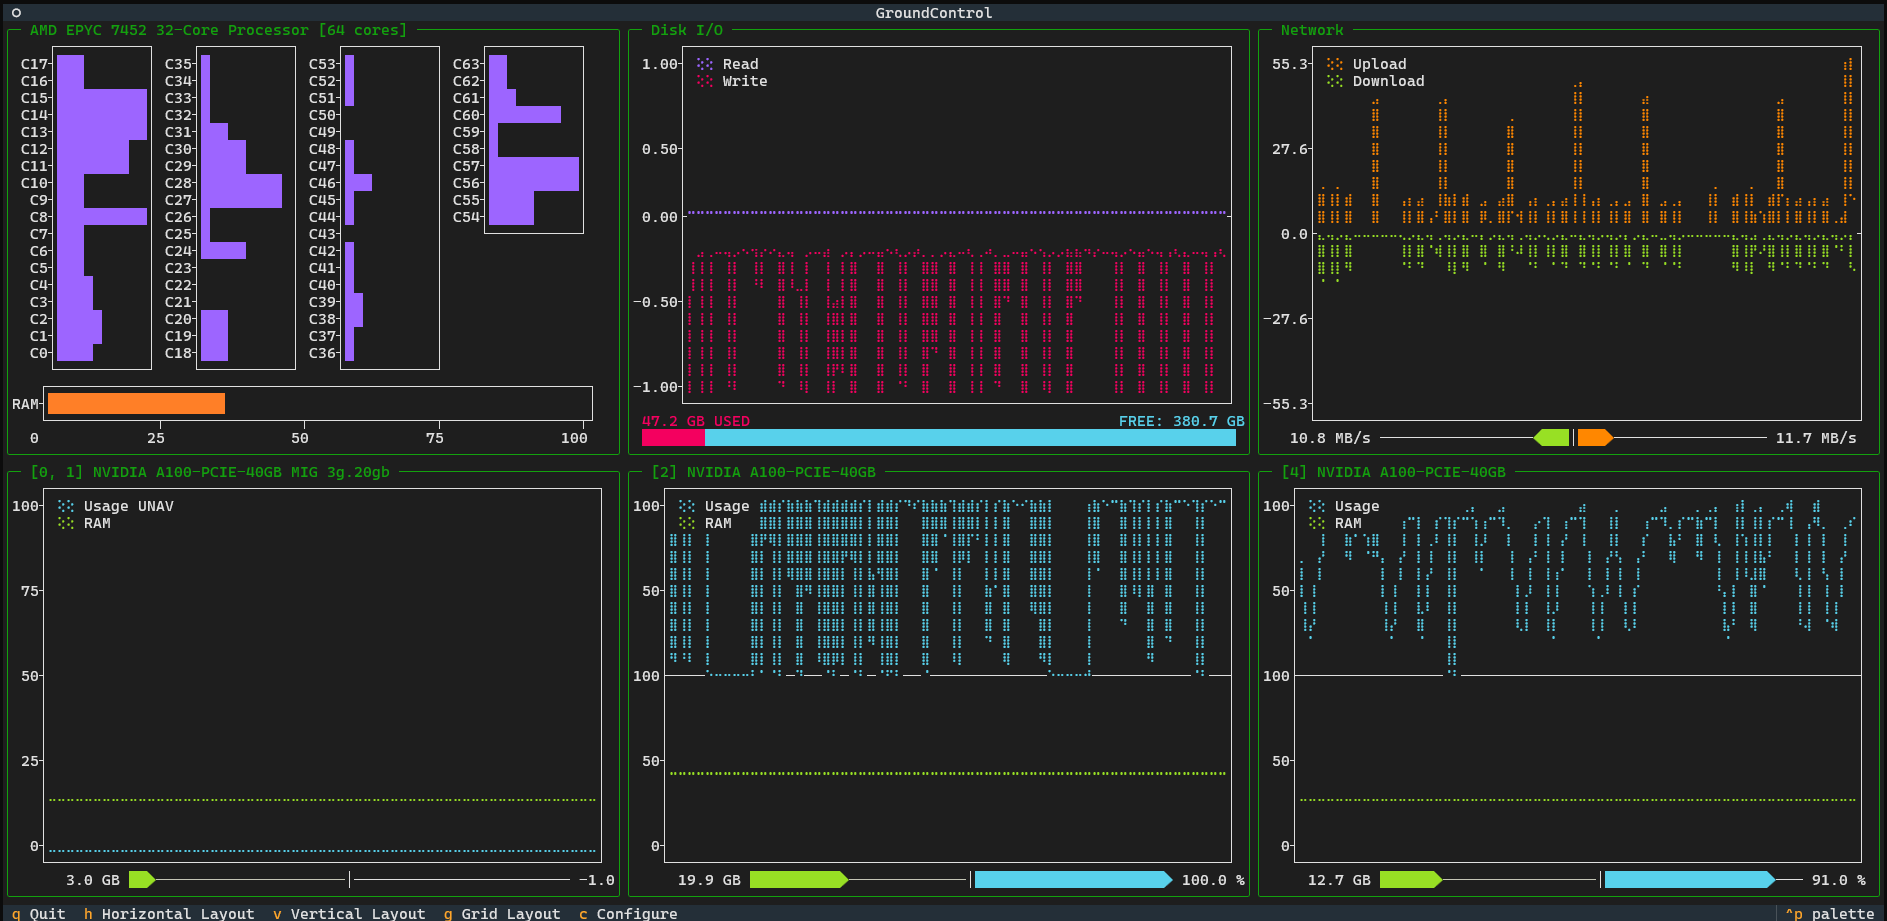 GroundControl
AMD EPYC 7452 32-Core Processor [64 cores]
C17
C16
C15
C14
C13
C12
C11
C10
C9
C8
C7
C6
C5
C4
C3
C2
C1
C0
C35
C34
C33
C32
C31
C30
C29
C28
C27
C26
C25
C24
C23
C22
C21
C20
C19
C18
C53
C52
C51
C50
C49
C48
C47
C46
C45
C44
C43
C42
C41
C40
C39
C38
C37
C36
C63
C62
C61
C60
C59
C58
C57
C56
C55
C54
RAM
0 25 50 75 100
Disk I/O
Read
Write
1.00
0.50
0.00
-0.50
-1.00
47.2 GB USED FREE: 380.7 GB
Network
Upload
Download
55.3
27.6
0.0
-27.6
-55.3
10.8 MB/s 11.7 MB/s
[0, 1] NVIDIA A100-PCIE-40GB MIG 3g.20gb
Usage UNAV
RAM
100
75
50
25
0
3.0 GB -1.0
[2] NVIDIA A100-PCIE-40GB
Usage
RAM
100
50
100
50
0
19.9 GB 100.0 %
[4] NVIDIA A100-PCIE-40GB
Usage
RAM
100
50
100
50
0
12.7 GB 91.0 %
q Quit h Horizontal Layout v Vertical Layout g Grid Layout c Configure ^p palette